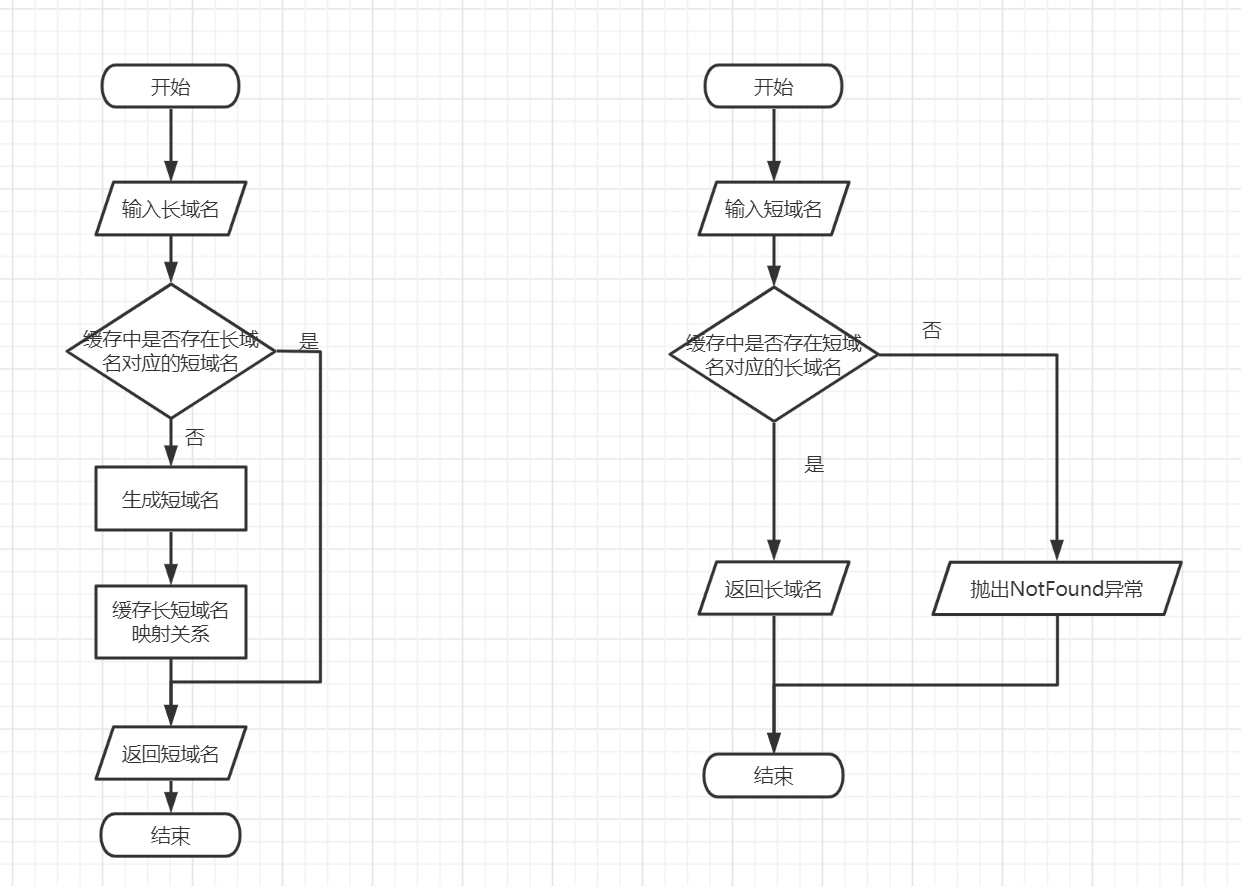 开始
输入长域名
缓存中是否存在长域
名对应的短域名
是
否
生成短域名
缓存长短域名
映射关系
返回短域名
结束
开始
输入短域名
缓存中是否存在短域
名对应的长域名
否
是
返回长域名
抛出NotFound异常
结束